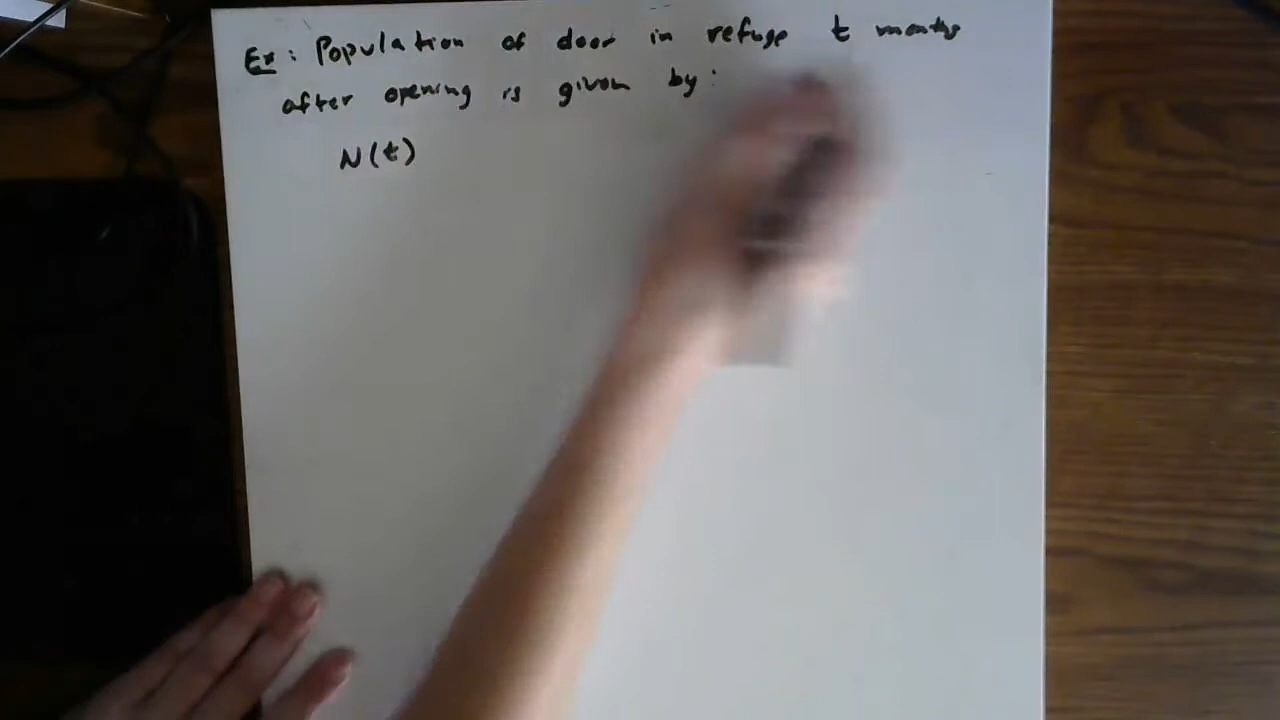 Ex: Population of deer in refuge t months
after opening is given by:
N(t)